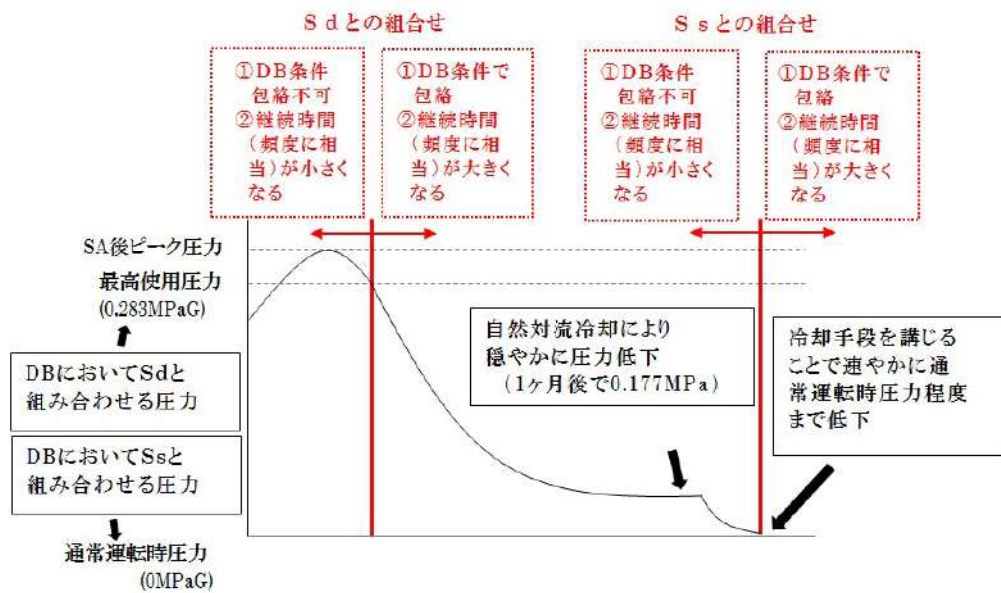 Ｓｄとの組合せ
Ｓｓとの組合せ
①DB条件
包絡不可
②継続時間
（頻度に相
当）が小さく
なる
①DB条件で
包絡
②継続時間
（頻度に相
当）が大きく
なる
①DB条件
包絡不可
②継続時間
（頻度に相
当）が小さく
なる
①DB条件で
包絡
②継続時間
（頻度に相
当）が大きく
なる
SA後ピーク圧力
最高使用圧力
(0.283MPaG)
DBにおいてSdと
組み合わせる圧力
DBにおいてSsと
組み合わせる圧力
通常運転時圧力
(0MPaG)
自然対流冷却により
穏やかに圧力低下
（1ヶ月後で0.177MPa）
冷却手段を講じる
ことで速やかに通
常運転時圧力程度
まで低下